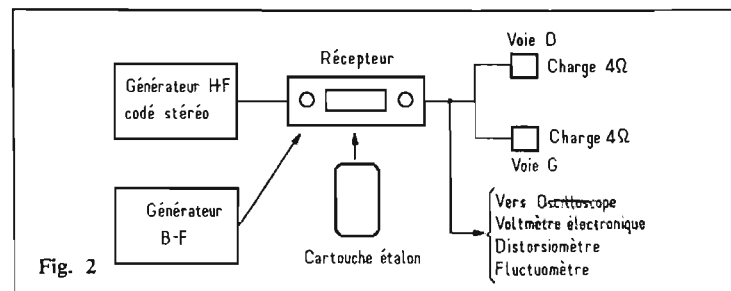 Voie D
Charge 4Ω
Récepteur
Générateur H-F
codé stéréo
Charge 4Ω
Voie G
Générateur
B-F
Cartouche étalon
Vers Oscilloscope
Voltmètre électronique
Distorsiomètre
Fluctuomètre
Fig. 2